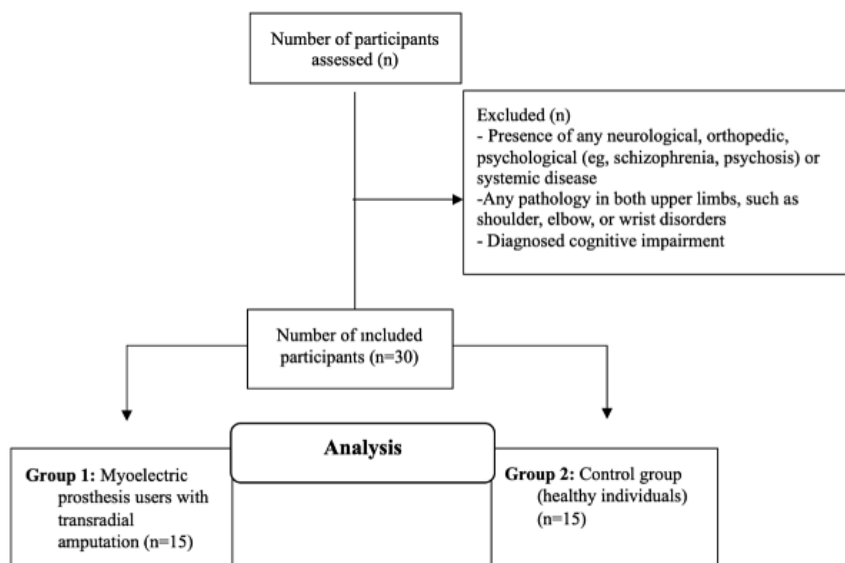 Number of participants
assessed (n)
Excluded (n)
- Presence of any neurological, orthopedic,
psychological (eg, schizophrenia, psychosis) or
systemic disease
-Any pathology in both upper limbs, such as
shoulder, elbow, or wrist disorders
- Diagnosed cognitive impairment
Number of included
participants (n=30)
Analysis
Group 1: Myoelectric
prosthesis users with
transradial
amputation (n=15)
Group 2: Control group
(healthy individuals)
(n=15)